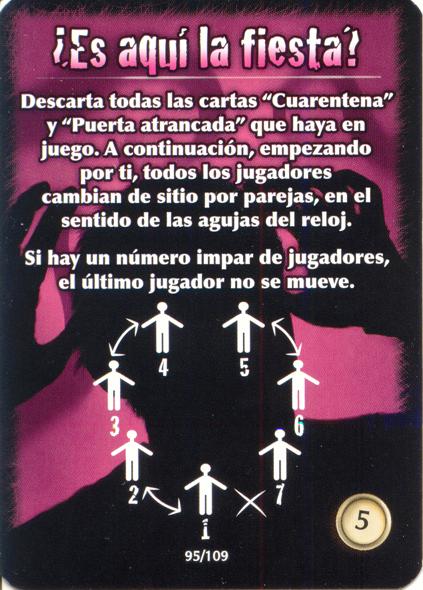 ¿Es aquí la fiesta?
Descarta todas las cartas “Cuarentena”
y “Puerta atrancada” que haya en
juego. A continuación, empezando
por ti, todos los jugadores
cambian de sitio por parejas, en el
sentido de las agujas del reloj.
Si hay un número impar de jugadores,
el último jugador no se mueve.
4 5
3 6
2 7
1
5
95/109